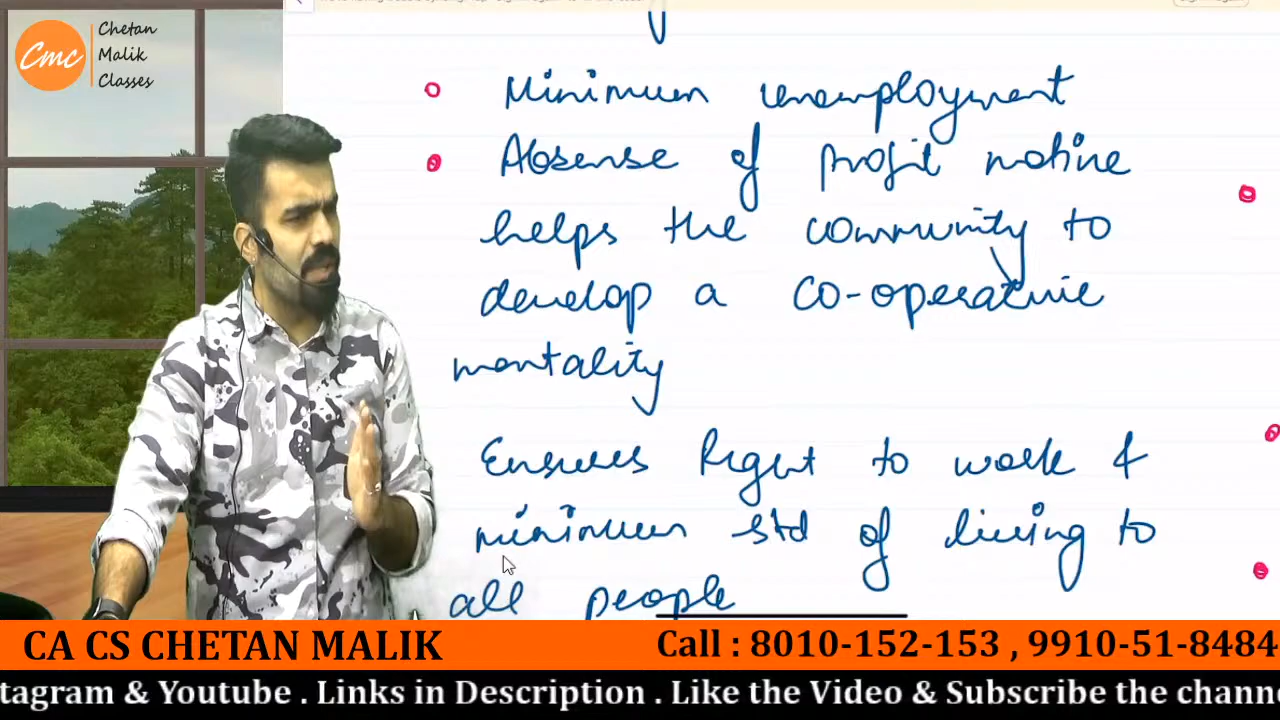 Cmc
Chetan
Malik
Classes
Minimum unemployment
Absense of profit motive
helps the community to
develop a co-operative
mentality
Ensures Right to work &
minimum std of living to
all people
CA CS CHETAN MALIK
Call : 8010-152-153 , 9910-51-8484
tagram & Youtube . Links in Description . Like the Video & Subscribe the chann